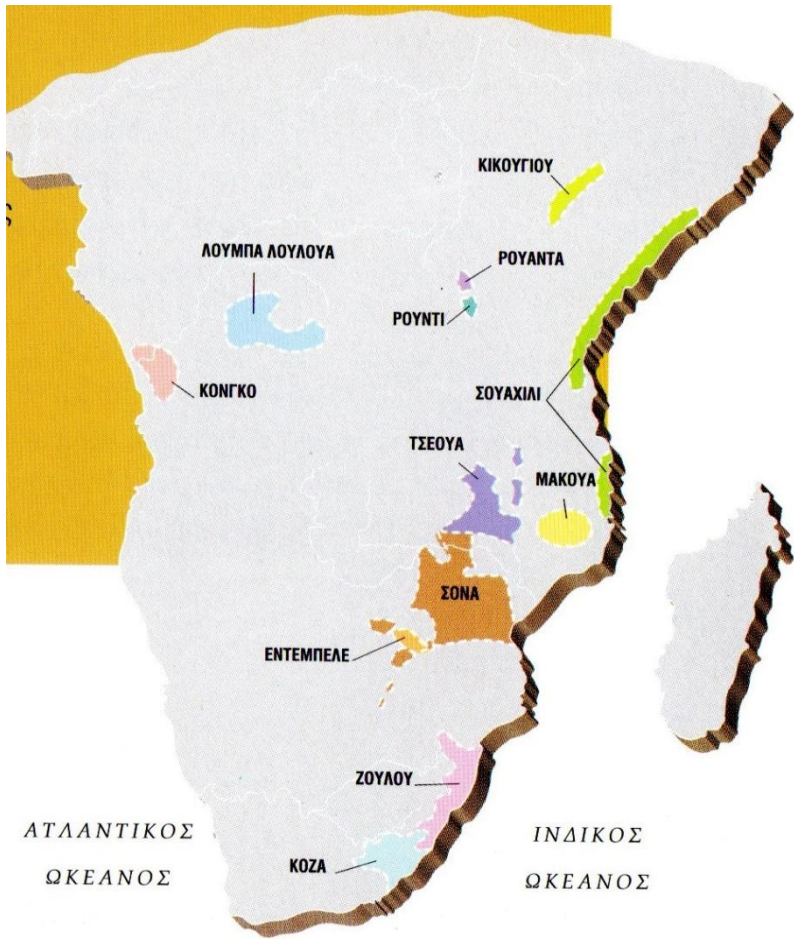 ΚΙΚΟΥΓΙΟΥ
ΛΟΥΜΠΑ ΛΟΥΛΟΥΑ
ΡΟΥΑΝΤΑ
ΡΟΥΝΤΙ
ΚΟΝΓΚΟ
ΣΟΥΑΧΙΛΙ
ΤΣΕΟΥΑ
ΜΑΚΟΥΑ
ΣΟΝΑ
ΕΝΤΕΜΠΕΛΕ
ΖΟΥΛΟΥ
ΑΤΛΑΝΤΙΚΟΣ
ΩΚΕΑΝΟΣ
ΙΝΔΙΚΟΣ
ΩΚΕΑΝΟΣ
ΚΟΖΑ